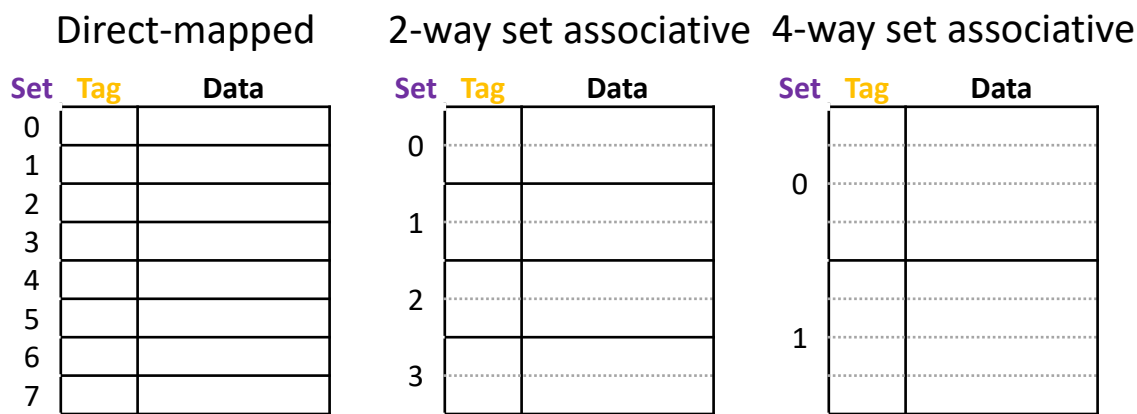 Direct-mapped
2-way set associative
4-way set associative
Set Tag Data
0
1
2
3
4
5
6
7
Set Tag Data
0
1
2
3
Set Tag Data
0
1